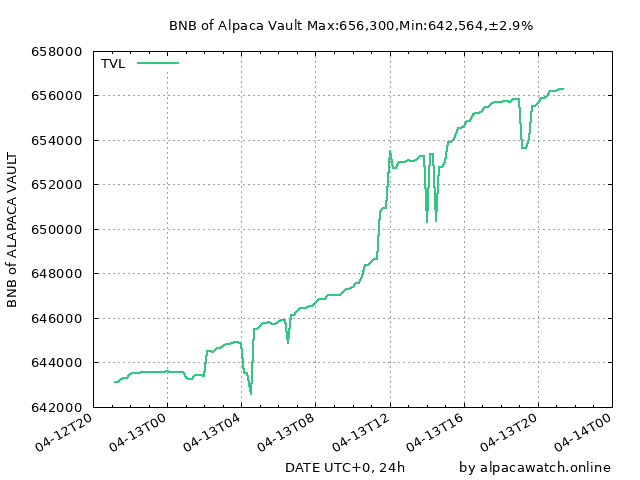 BNB of Alpaca Vault Max:656,300,Min:642,564,±2.9%
658000
TVL
656000
654000
652000
650000
648000
646000
644000
642000
BNB of ALAPACA VAULT
04-12T20
04-13T00
04-13T04
04-13T08
04-13T12
04-13T16
04-13T20
04-14T00
DATE UTC+0, 24h
by alpacawatch.online